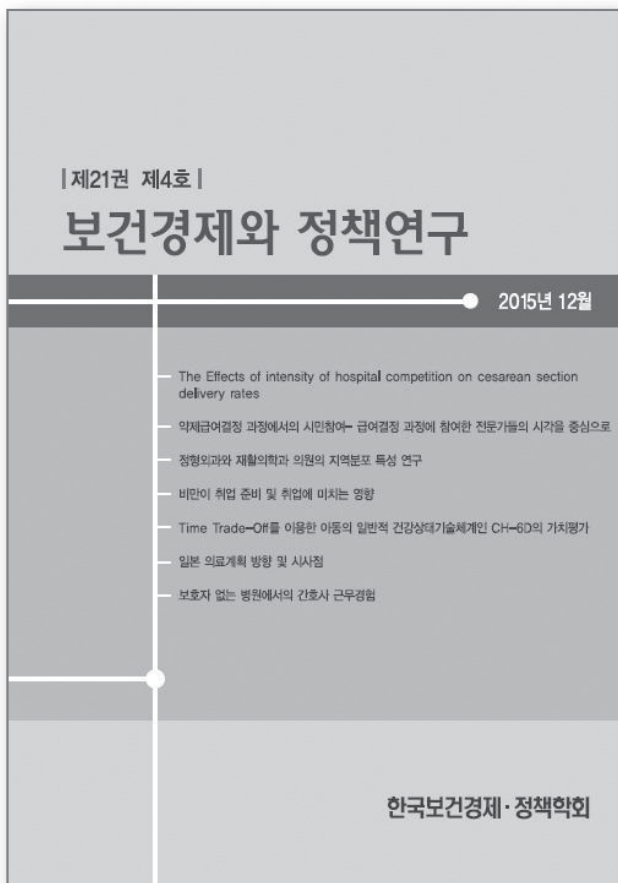 |제21권 제4호|
보건경제와 정책연구
2015년 12월
The Effects of intensity of hospital competition on cesarean section
delivery rates
약제급여결정 과정에서의 시민참여- 급여결정 과정에 참여한 전문가들의 시각을 중심으로
정형외과와 재활의학과 의원의 지역분포 특성 연구
비만이 취업 준비 및 취업에 미치는 영향
Time Trade-Off를 이용한 아동의 일반적 건강상태기술체계인 CH-6D의 가치평가
일본 의료계획 방향 및 시사점
보호자 없는 병원에서의 간호사 근무경험
한국보건경제·정책학회